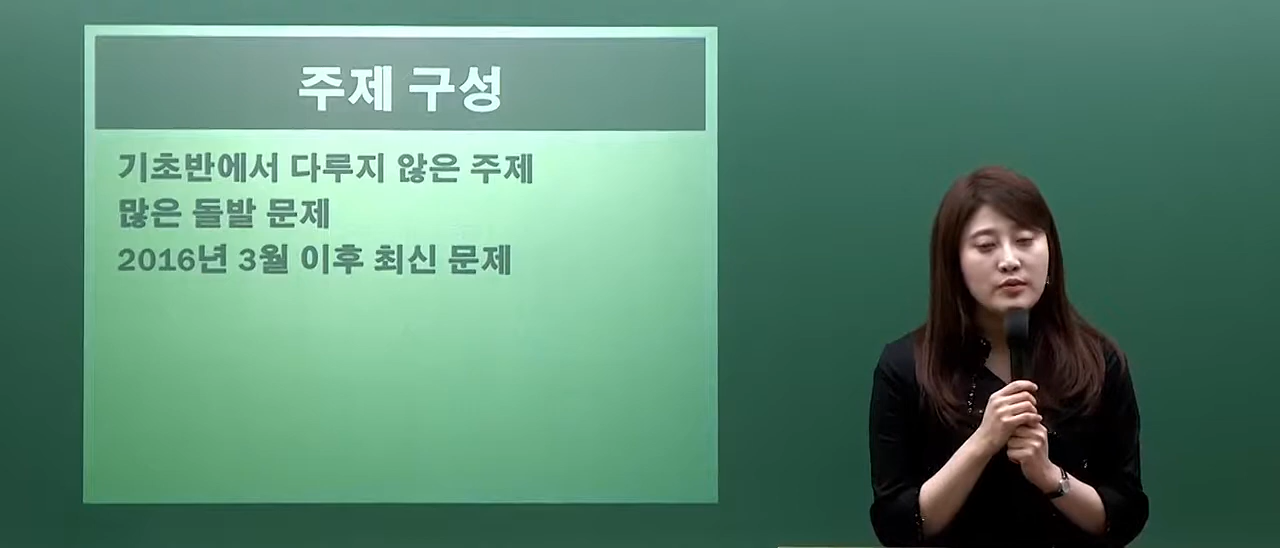 주제 구성
기초반에서 다루지 않은 주제
많은 돌발 문제
2016년 3월 이후 최신 문제